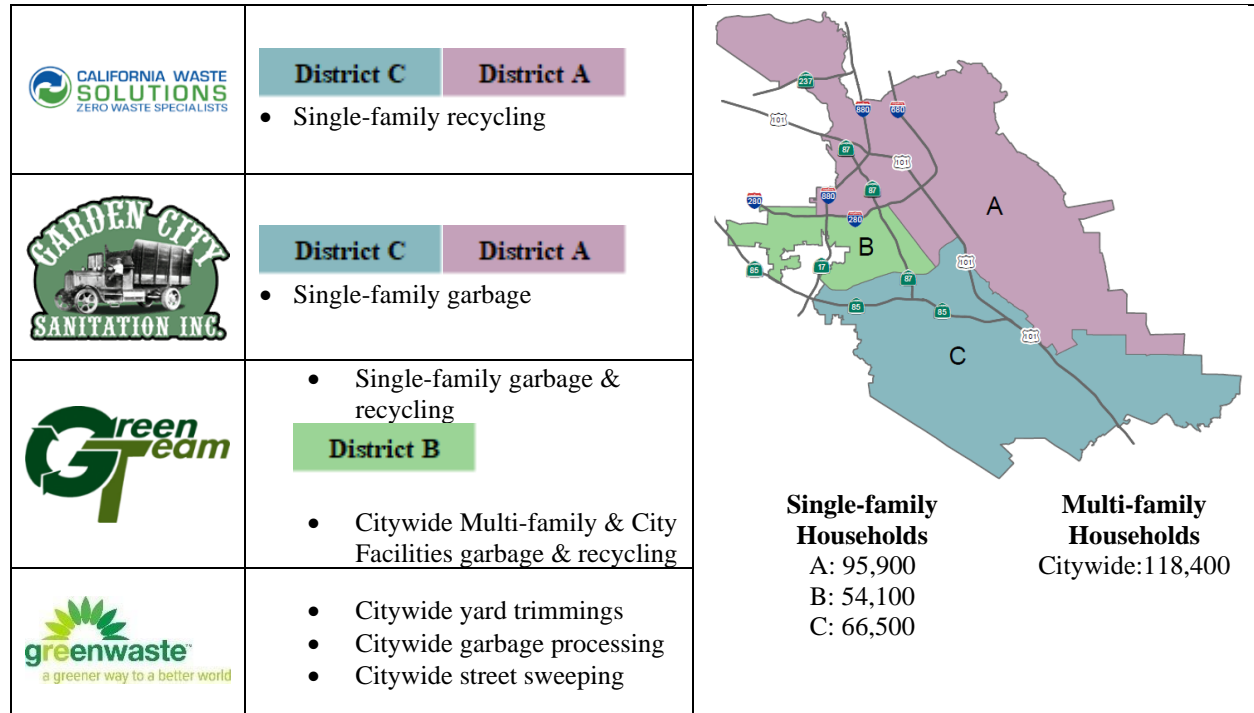 CALIFORNIA WASTE
SOLUTIONS
ZERO WASTE SPECIALISTS
District C
District A
• Single-family recycling
GARDEN CITY
SANITATION INC.
District C
District A
• Single-family garbage
GreenTeam
• Single-family garbage &
recycling
District B
• Citywide Multi-family & City
Facilities garbage & recycling
greenwaste™
a greener way to a better world
• Citywide yard trimmings
• Citywide garbage processing
• Citywide street sweeping
237
880
680
101
87
101
87
280
880
280
A
B
85
17
87
101
85
85
101
C
Single-family
Households
A: 95,900
B: 54,100
C: 66,500
Multi-family
Households
Citywide:118,400